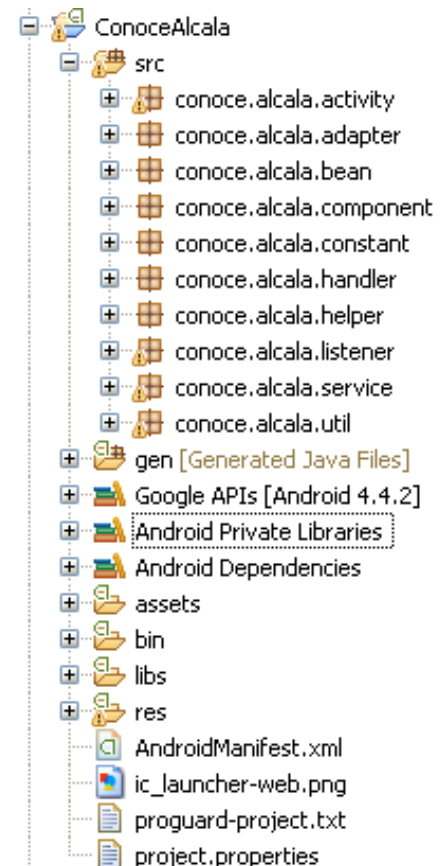 ConoceAlcala
src
conoce.alcala.activity
conoce.alcala.adapter
conoce.alcala.bean
conoce.alcala.component
conoce.alcala.constant
conoce.alcala.handler
conoce.alcala.helper
conoce.alcala.listener
conoce.alcala.service
conoce.alcala.util
gen [Generated Java Files]
Google APIs [Android 4.4.2]
Android Private Libraries
Android Dependencies
assets
bin
libs
res
AndroidManifest.xml
ic_launcher-web.png
proguard-project.txt
project.properties